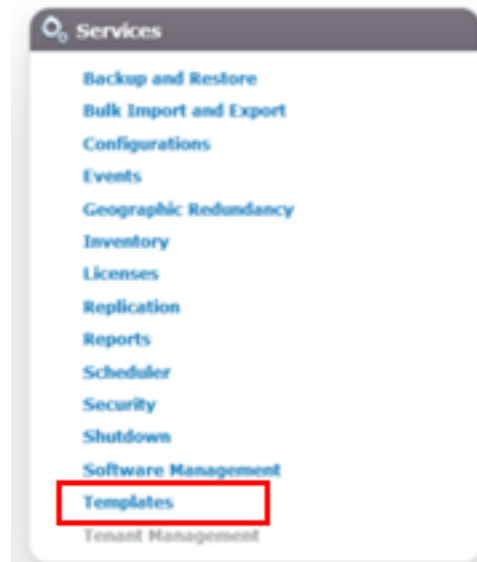 Services
Backup and Restore
Bulk Import and Export
Configurations
Events
Geographic Redundancy
Inventory
Licenses
Replication
Reports
Scheduler
Security
Shutdown
Software Management
Templates
Tenant Management